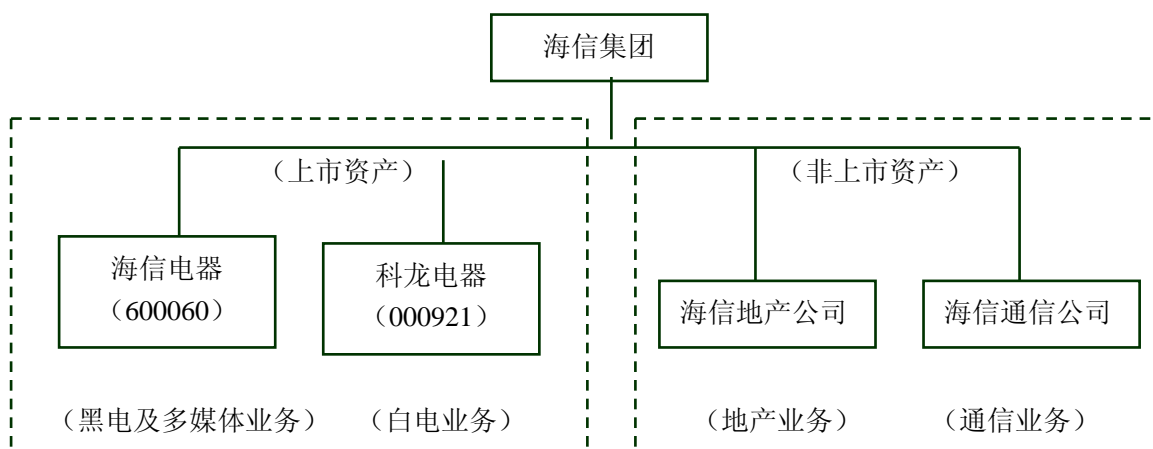 海信集团
（上市资产）
（非上市资产）
海信电器
（600060）
科龙电器
（000921）
海信地产公司
海信通信公司
（黑电及多媒体业务）
（白电业务）
（地产业务）
（通信业务）